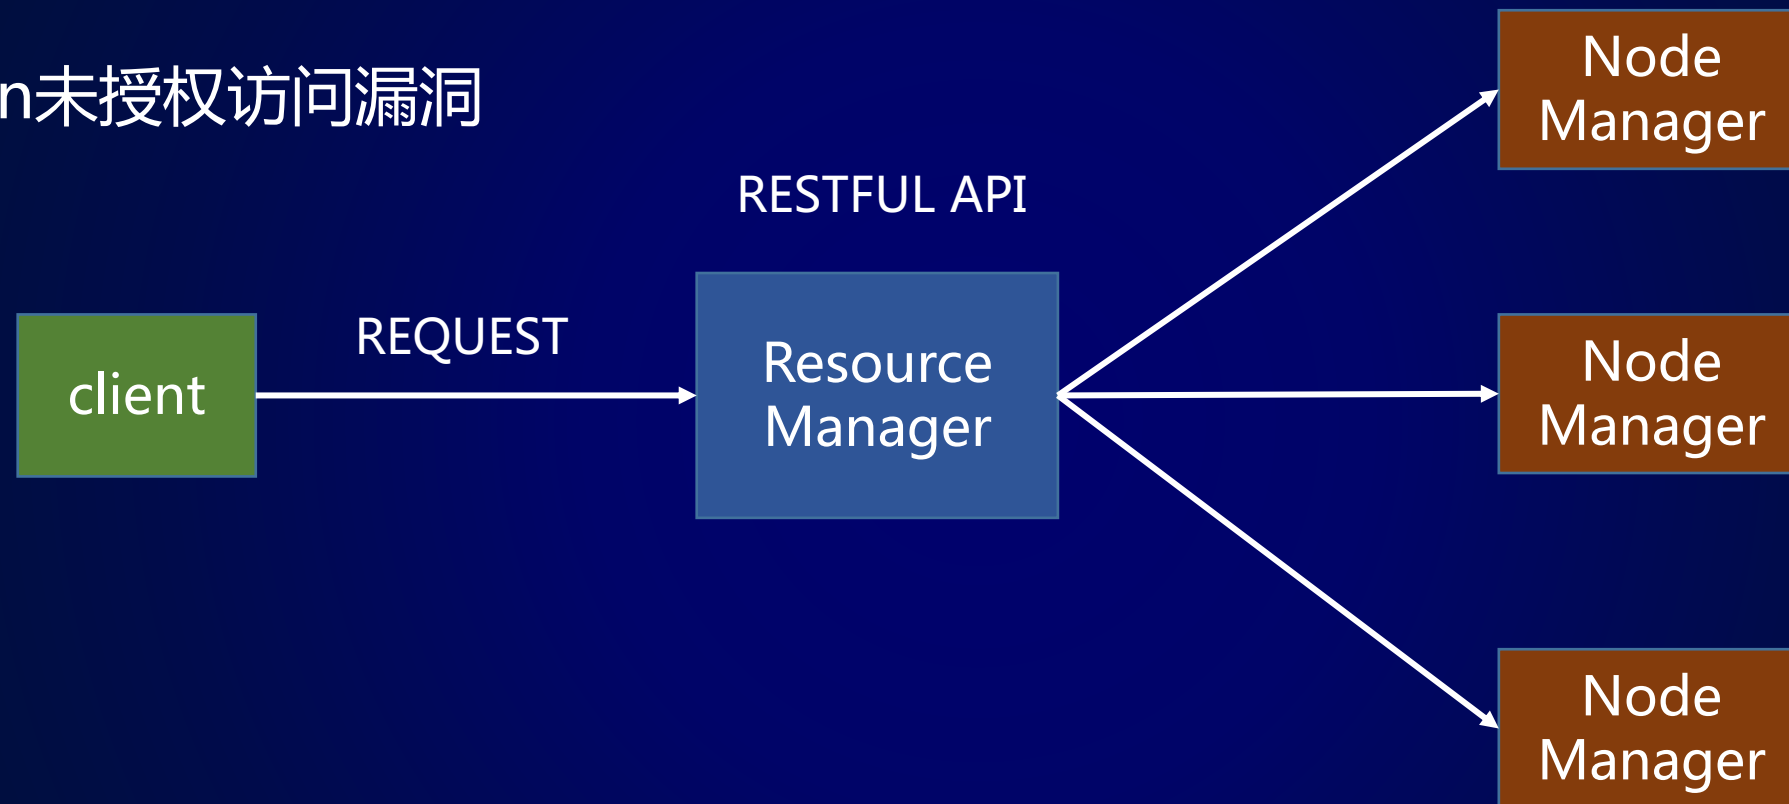 n未授权访问漏洞
RESTFUL API
REQUEST
client
Resource
Manager
Node
Manager
Node
Manager
Node
Manager